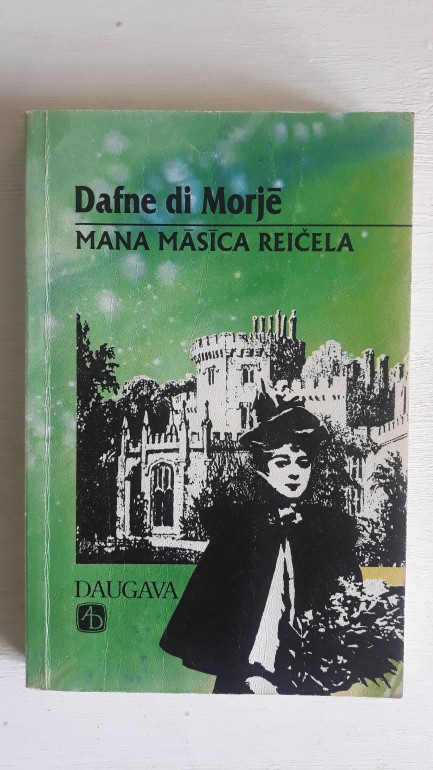 Dafne di Morjē
MANA MĀSĪCA REIČELA
DAUGAVA
AD